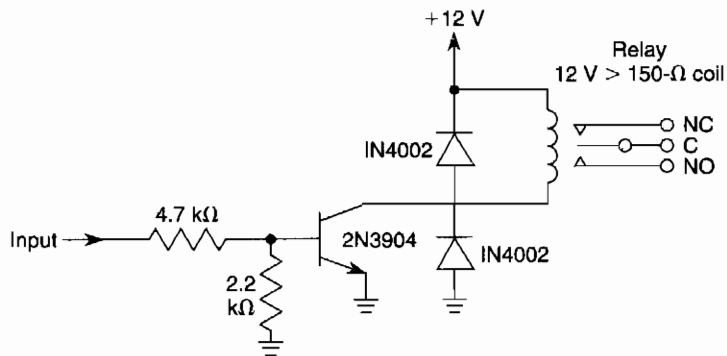 +12 V
Relay
12 V > 150-Ω coil
NC
C
NO
IN4002
4.7 kΩ
Input
2N3904
IN4002
2.2
kΩ